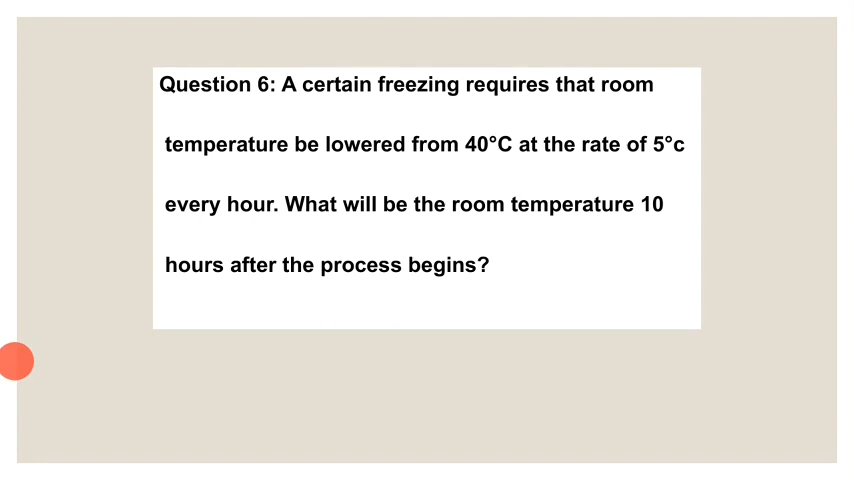 Question 6: A certain freezing requires that room
temperature be lowered from 40°C at the rate of 5°c
every hour. What will be the room temperature 10
hours after the process begins?